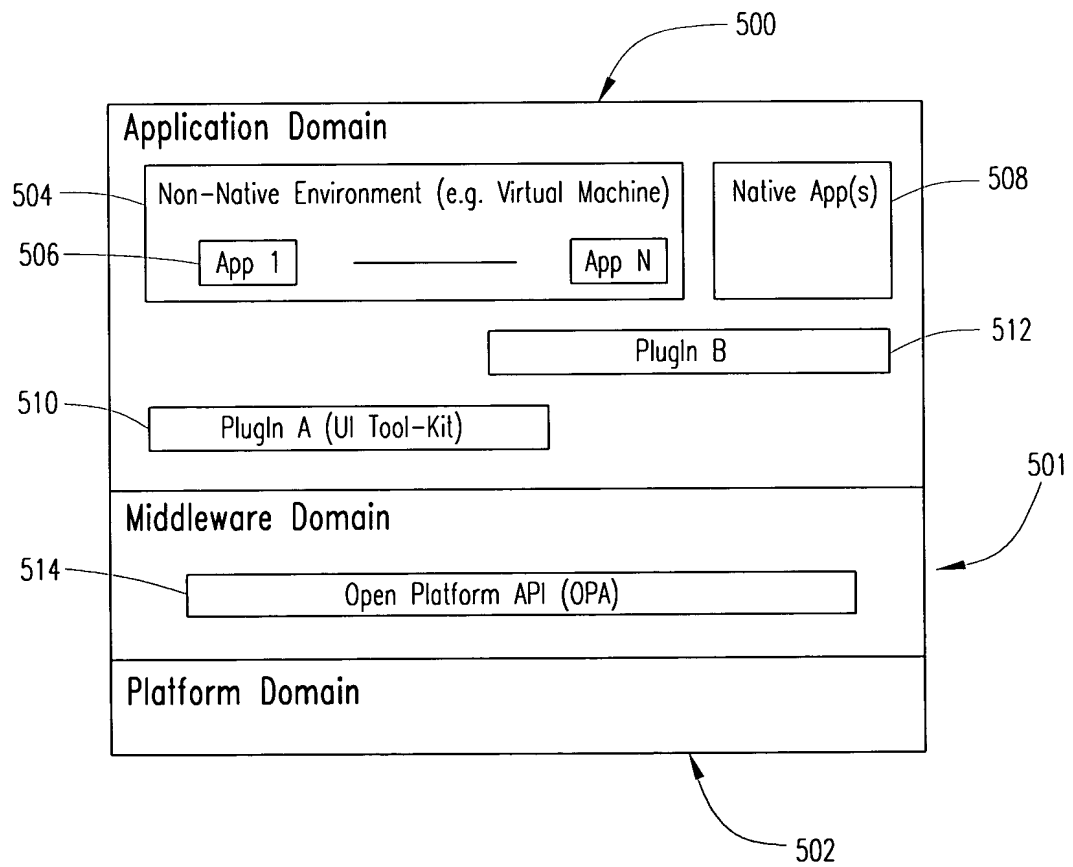 500
Application Domain
504
Non-Native Environment (e.g. Virtual Machine)
Native App(s)
508
506
App 1
App N
PlugIn B
512
510
PlugIn A (UI Tool-Kit)
501
Middleware Domain
514
Open Platform API (OPA)
Platform Domain
502